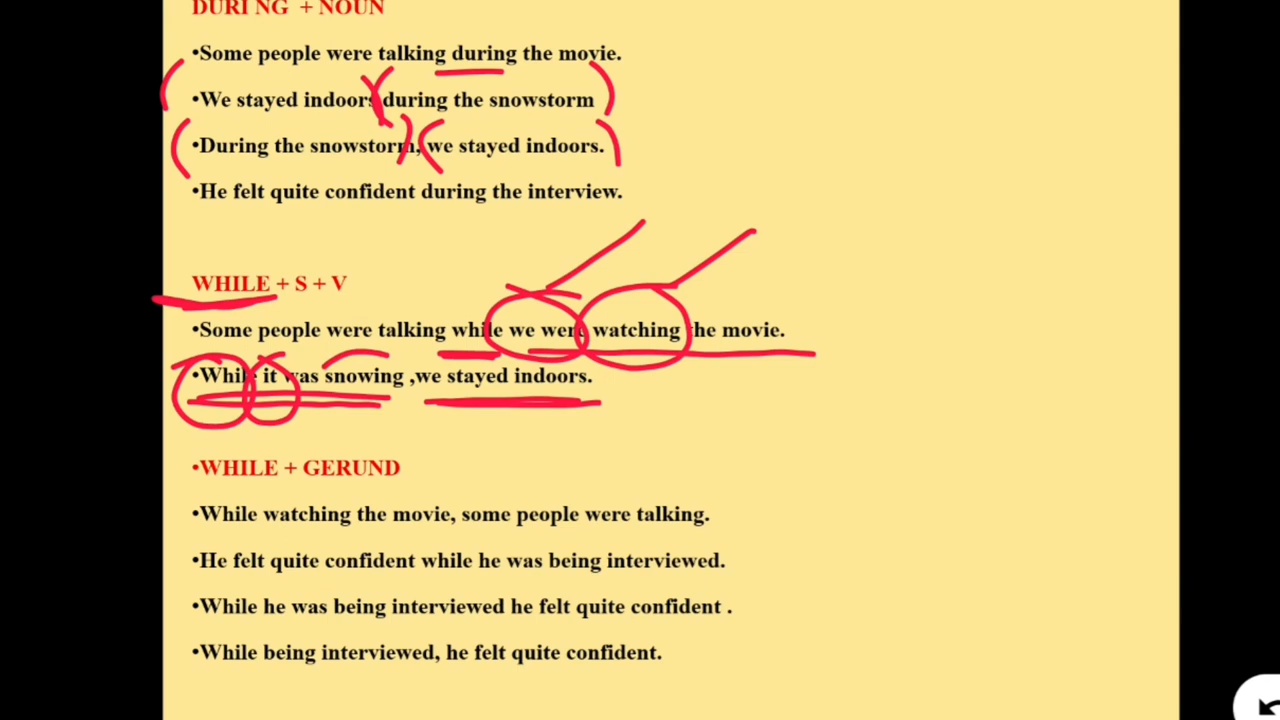 DURING + NOUN
•Some people were talking during the movie.
•We stayed indoors during the snowstorm
•During the snowstorm, we stayed indoors.
•He felt quite confident during the interview.
WHILE + S + V
•Some people were talking while we were watching the movie.
•While it was snowing ,we stayed indoors.
•WHILE + GERUND
•While watching the movie, some people were talking.
•He felt quite confident while he was being interviewed.
•While he was being interviewed he felt quite confident .
•While being interviewed, he felt quite confident.